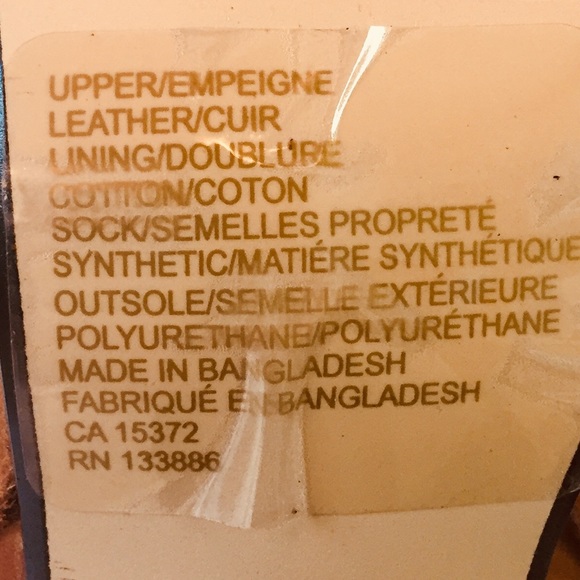 UPPER/EMPEIGNE
LEATHER/CUIR
LINING/DOUBLURE
COTTON/COTON
SOCK/SEMELLES PROPRETÉ
SYNTHETIC/MATIÉRE SYNTHÉTIQUE
OUTSOLE/SEMELLE EXTÉRIEURE
POLYURETHANE/POLYURÉTHANE
MADE IN BANGLADESH
FABRIQUÉ EN BANGLADESH
CA 15372
RN 133886